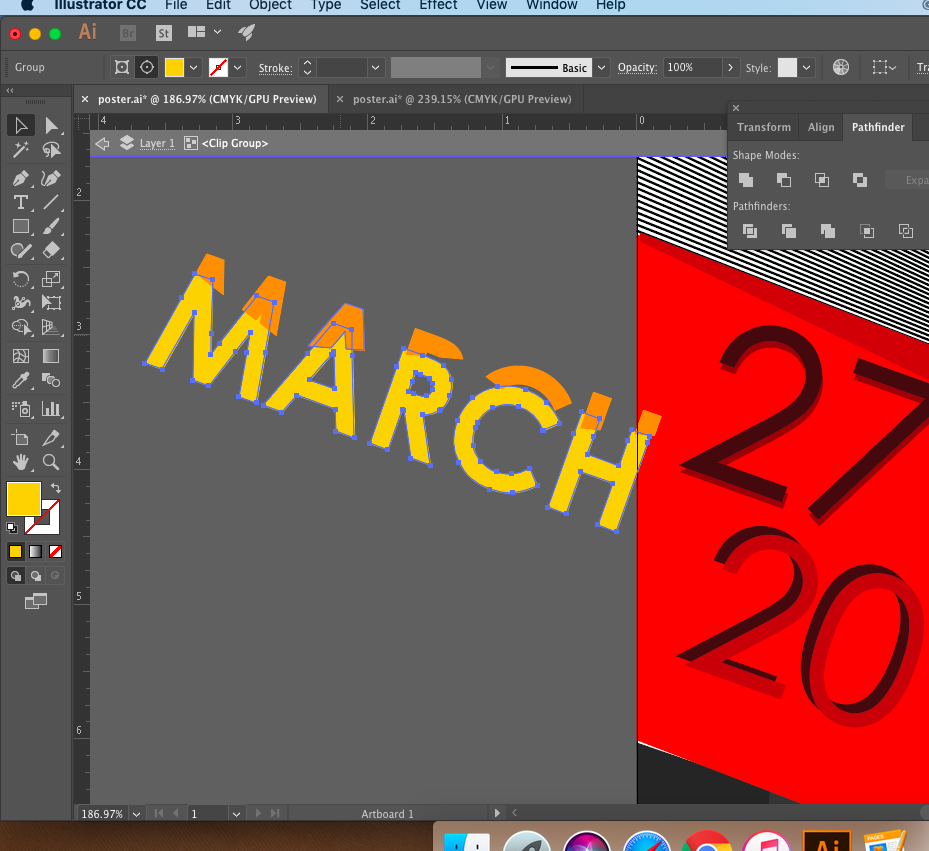 Illustrator CC File Edit Object Type Select Effect View Window Help
Ai Br St
Group Stroke: Basic Opacity: 100% Style:
× poster.ai* @ 186.97% (CMYK/GPU Preview) × poster.ai* @ 239.15% (CMYK/GPU Preview)
4 3 2 1 0
Transform Align Pathfinder
Layer 1 <Clip Group>
Shape Modes:
Expa
Pathfinders:
2
3
4
5
6
MARCH
27
20
186.97% 1 Artboard 1
PAGES
Ai